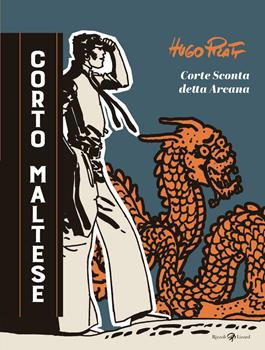 CORTO MALTESE
HUGO PRATT
Corte Sconta
detta Arcana
Rizzoli Lizard